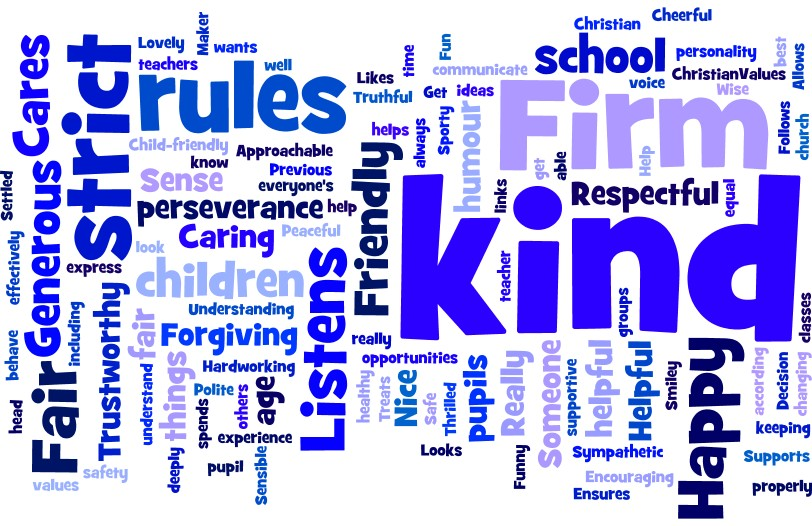 Cares
strict
Lovely
Maker
wants
teachers
well
rules
Likes
time
Fun
communicate
Truthful
Get
ideas
school
Christian
Cheerful
personality
voice
ChristianValues
best
Allows
Wise
Firm
Follows
church
Child-friendly
know
Approachable
Previous
everyone's
Sense
perseverance
help
helps
always
Sporty
humour
Friendly
links
get
able
Help
Respectful
equal
kind
Settled
Generous
effectively
express
look
Caring
Peaceful
children
Understanding
Listens
teacher
groups
classes
behave
including
Trustworthy
fair
Forgiving
really
opportunities
head
Fair
understand
things
Hardworking
Polite
others
age
healthy
Treats
Nice
Safe
Thrilled
pupils
Really
Someone
supportive
helpful
Helpful
Smiley
Happy
according
Decision
changing
keeping
spends
experience
Looks
Funny
Sympathetic
Supports
values
safety
deeply
pupil
Sensible
Encouraging
Ensures
properly